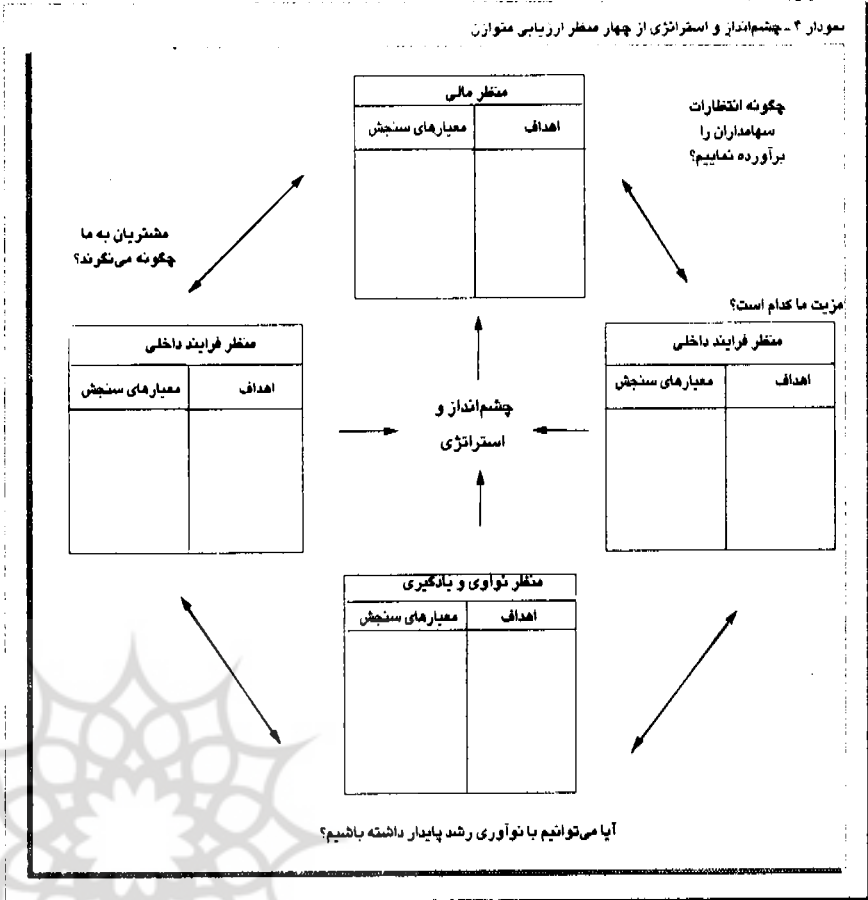 نمودار ۴ ـ چشم‌انداز و استراتژی از چهار منظر ارزیابی متوازن
منظر مالی
اهداف
معیارهای سنجش
چگونه انتظارات
سهامداران را
برآورده نماییم؟
مشتریان به ما
چگونه می‌نگرند؟
مزیت ما کدام است؟
منظر فرایند داخلی
اهداف
معیارهای سنجش
منظر فرایند داخلی
اهداف
معیارهای سنجش
چشم‌انداز و
استراتژی
منظر نوآوی و یادگیری
اهداف
معیارهای سنجش
آیا می‌توانیم با نوآوری رشد پایدار داشته باشیم؟